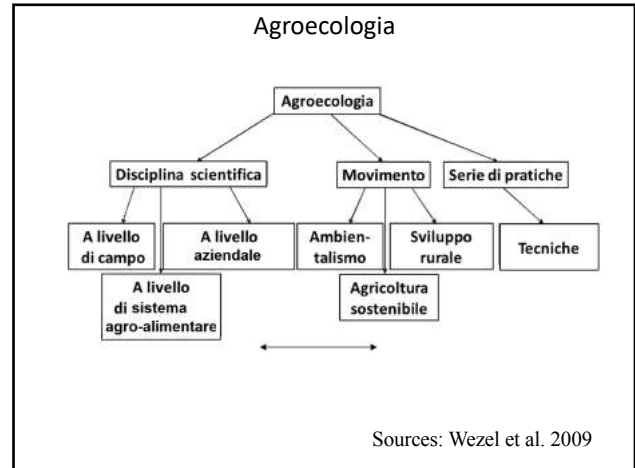 Agroecologia
Agroecologia
Disciplina scientifica
Movimento
Serie di pratiche
A livello
di campo
A livello
aziendale
Ambien-
talismo
Sviluppo
rurale
Tecniche
A livello
di sistema
agro-alimentare
Agricoltura
sostenibile
Sources: Wezel et al. 2009